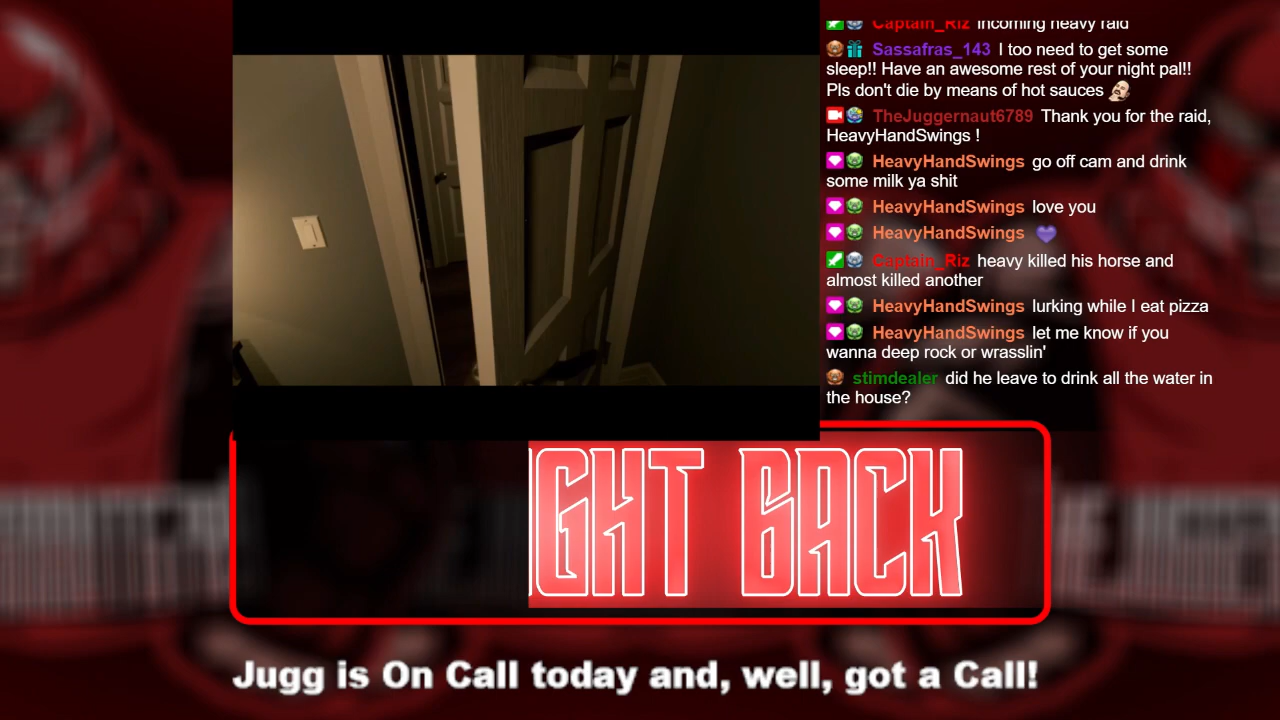 Captain_Riz incoming heavy raid
Sassafras_143 I too need to get some
sleep!! Have an awesome rest of your night pal!!
Pls don't die by means of hot sauces
TheJuggernaut6789 Thank you for the raid,
HeavyHandSwings !
HeavyHandSwings go off cam and drink
some milk ya shit
HeavyHandSwings love you
HeavyHandSwings
Captain_Riz heavy killed his horse and
almost killed another
HeavyHandSwings lurking while I eat pizza
HeavyHandSwings let me know if you
wanna deep rock or wrasslin'
stimdealer did he leave to drink all the water in
the house?
GHT BACK
Jugg is On Call today and, well, got a Call!